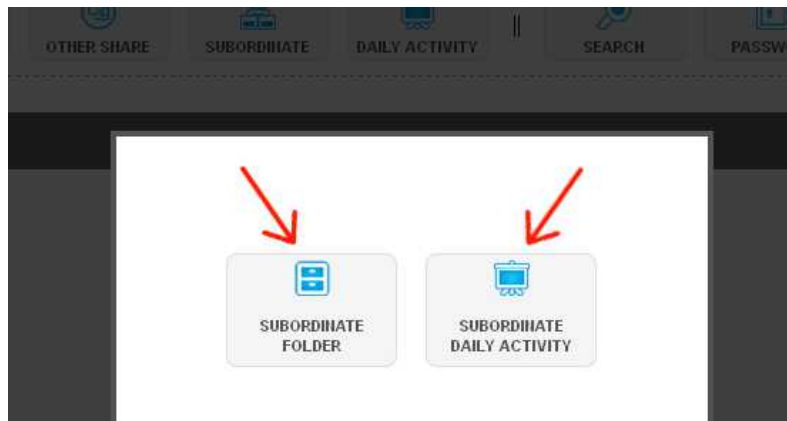 OTHER SHARE
SUBORDINATE
DAILY ACTIVITY
SEARCH
SUBORDINATE
FOLDER
SUBORDINATE
DAILY ACTIVITY